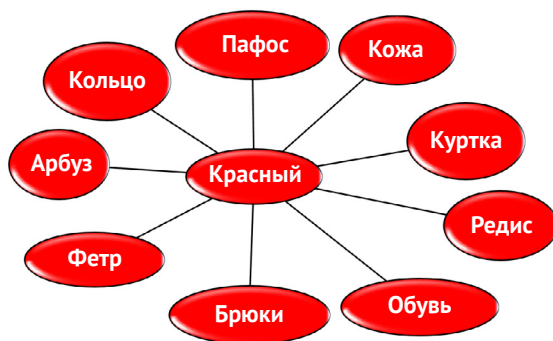 Пафос
Кожа
Кольцо
Куртка
Арбуз
Красный
Редис
Фетр
Обувь
Брюки